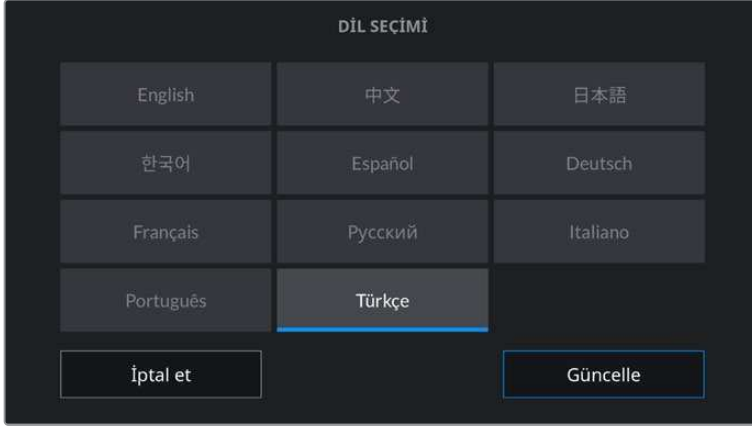 DİL SEÇİMİ
English 中文 日本語
한국어 Español Deutsch
Français Русский Italiano
Português Türkçe
İptal et Güncelle